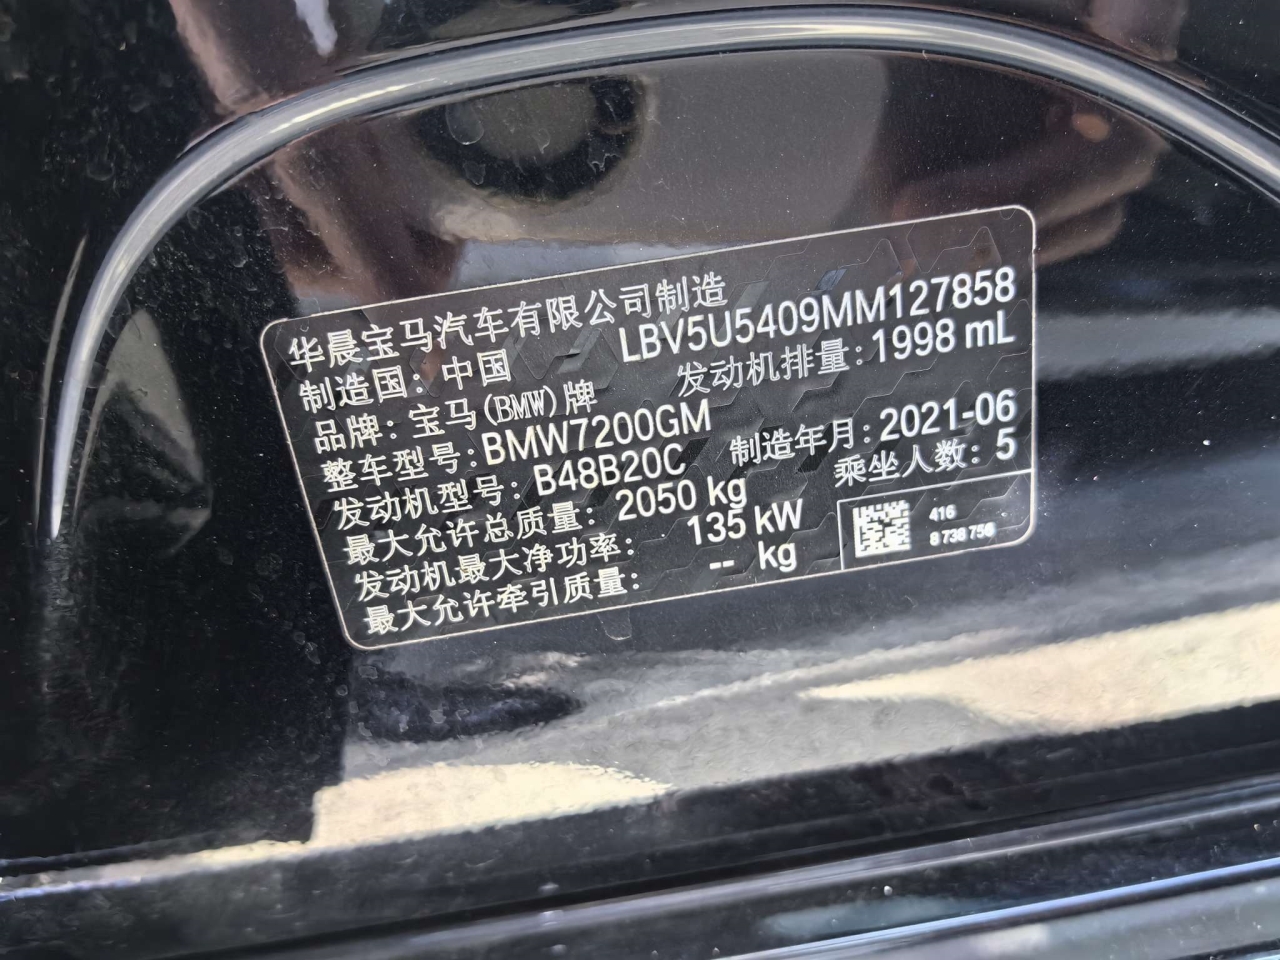 华晨宝马汽车有限公司制造
制造国: 中国 LBV5U5409MM127858
品牌: 宝马(BMW)牌 发动机排量: 1998 mL
整车型号: BMW7200GM
发动机型号: B48B20C 制造年月: 2021-06
最大允许总质量: 2050 kg 乘坐人数: 5
发动机最大净功率: 135 kW
最大允许牵引质量: -- kg
416
8 738 756